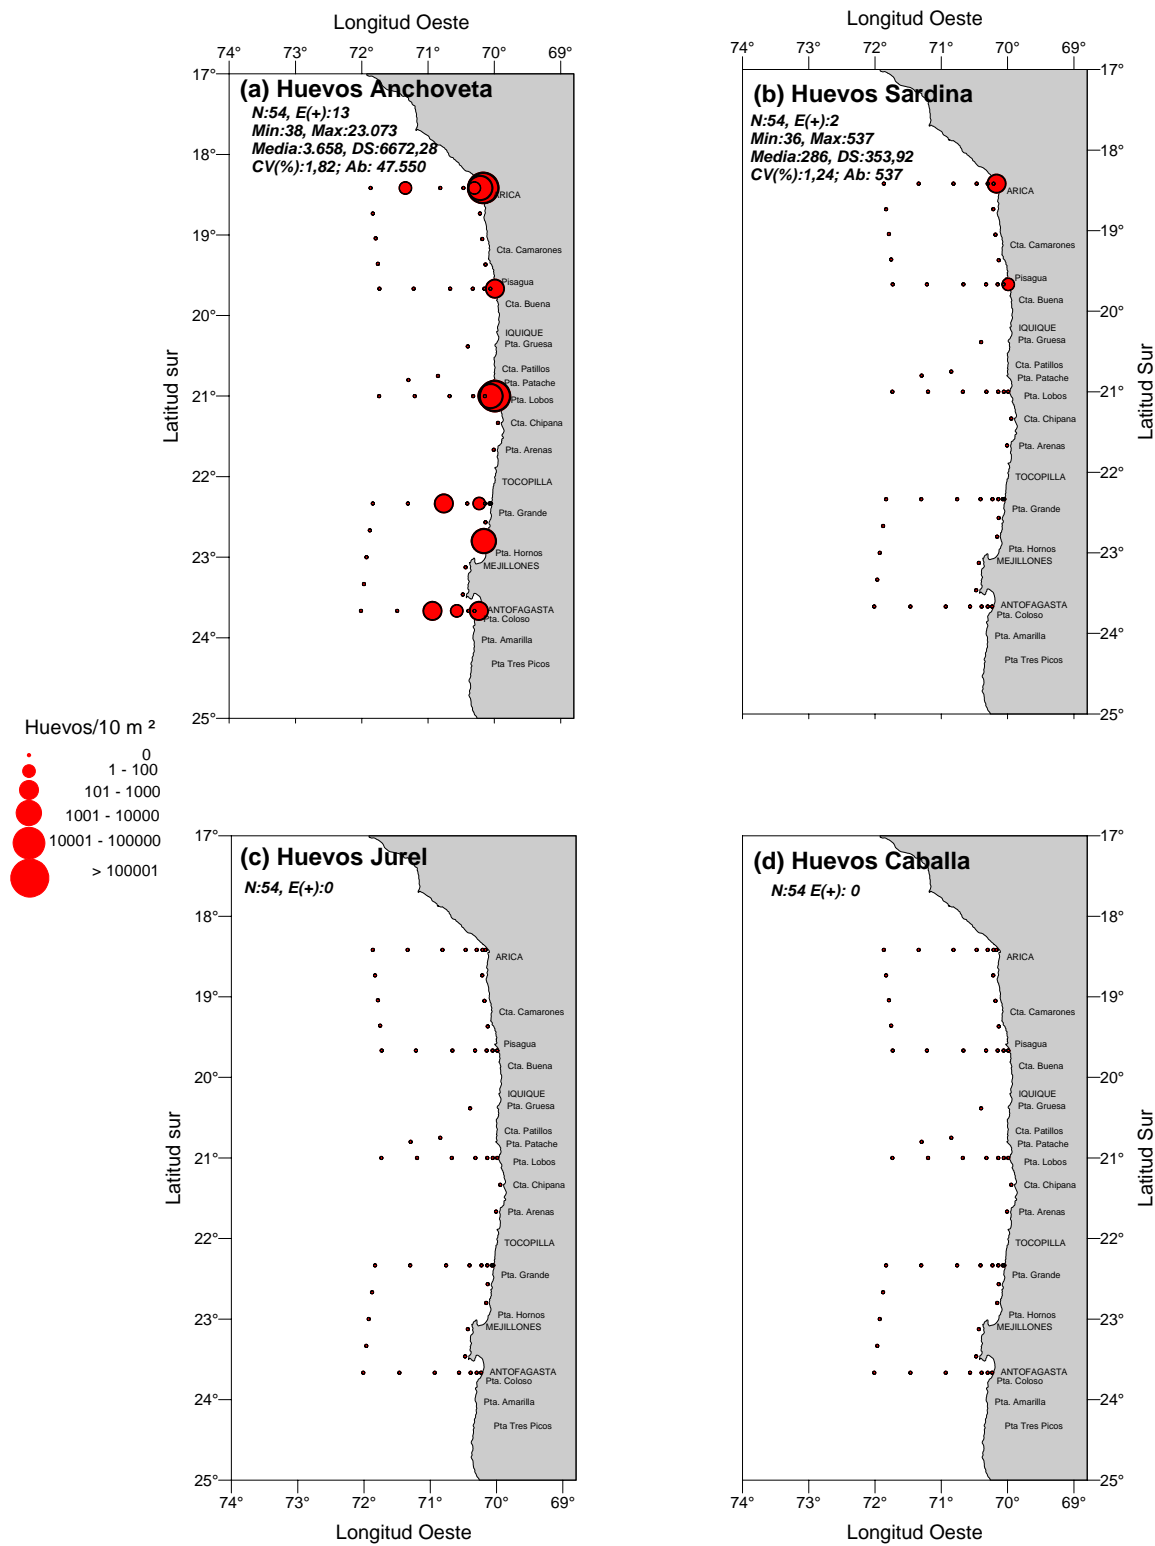 Longitud Oeste
74° 73° 72° 71° 70° 69°
17°
18°
19°
20°
21°
22°
23°
24°
25°
Latitud sur
(a) Huevos Anchoveta
N:54, E(+):13
Min:38, Max:23.073
Media:3.658, DS:6672,28
CV(%):1,82; Ab: 47.550
ARICA
Cta. Camarones
Pisagua
Cta. Buena
IQUIQUE
Pta. Gruesa
Cta. Patillos
Pta. Patache
Pta. Lobos
Cta. Chipana
Pta. Arenas
TOCOPILLA
Pta. Grande
Pta. Hornos
MEJILLONES
ANTOFAGASTA
Pta. Coloso
Pta. Amarilla
Pta Tres Picos
Longitud Oeste
74° 73° 72° 71° 70° 69°
(b) Huevos Sardina
N:54, E(+):2
Min:36, Max:537
Media:286, DS:353,92
CV(%):1,24; Ab: 537
ARICA
Cta. Camarones
Pisagua
Cta. Buena
IQUIQUE
Pta. Gruesa
Cta. Patillos
Pta. Patache
Pta. Lobos
Cta. Chipana
Pta. Arenas
TOCOPILLA
Pta. Grande
Pta. Hornos
MEJILLONES
ANTOFAGASTA
Pta. Coloso
Pta. Amarilla
Pta Tres Picos
17°
18°
19°
20°
21°
22°
23°
24°
25°
Latitud Sur
Huevos/10 m ²
0
1 - 100
101 - 1000
1001 - 10000
10001 - 100000
> 100001
17°
18°
19°
20°
21°
22°
23°
24°
25°
Latitud sur
(c) Huevos Jurel
N:54, E(+):0
ARICA
Cta. Camarones
Pisagua
Cta. Buena
IQUIQUE
Pta. Gruesa
Cta. Patillos
Pta. Patache
Pta. Lobos
Cta. Chipana
Pta. Arenas
TOCOPILLA
Pta. Grande
Pta. Hornos
MEJILLONES
ANTOFAGASTA
Pta. Coloso
Pta. Amarilla
Pta Tres Picos
74° 73° 72° 71° 70° 69°
Longitud Oeste
(d) Huevos Caballa
N:54 E(+): 0
ARICA
Cta. Camarones
Pisagua
Cta. Buena
IQUIQUE
Pta. Gruesa
Cta. Patillos
Pta. Patache
Pta. Lobos
Cta. Chipana
Pta. Arenas
TOCOPILLA
Pta. Grande
Pta. Hornos
MEJILLONES
ANTOFAGASTA
Pta. Coloso
Pta. Amarilla
Pta Tres Picos
17°
18°
19°
20°
21°
22°
23°
24°
25°
Latitud Sur
74° 73° 72° 71° 70° 69°
Longitud Oeste